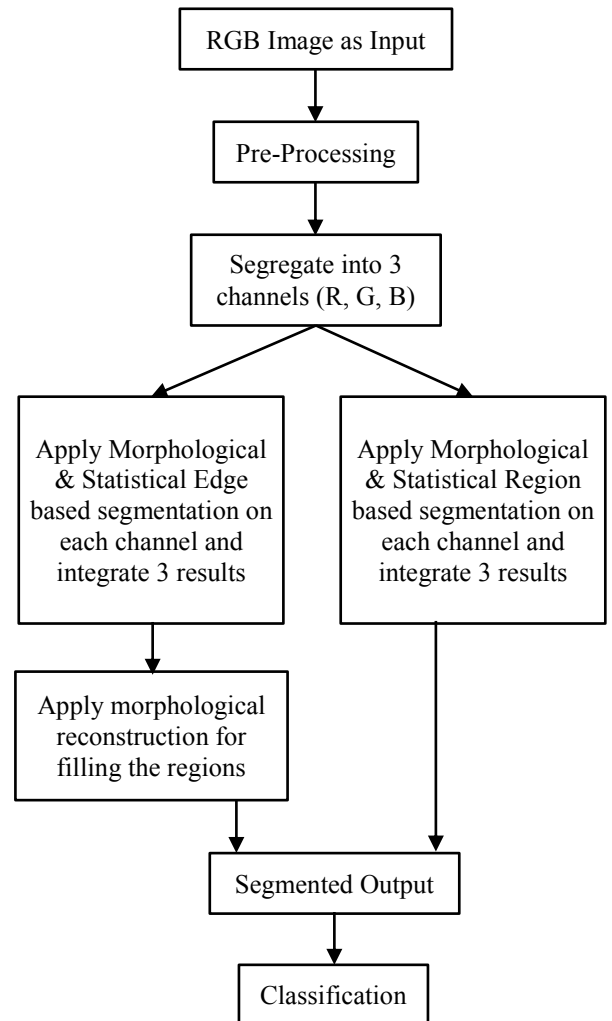 RGB Image as Input
Pre-Processing
Segregate into 3
channels (R, G, B)
Apply Morphological
& Statistical Edge
based segmentation on
each channel and
integrate 3 results
Apply Morphological
& Statistical Region
based segmentation on
each channel and
integrate 3 results
Apply morphological
reconstruction for
filling the regions
Segmented Output
Classification